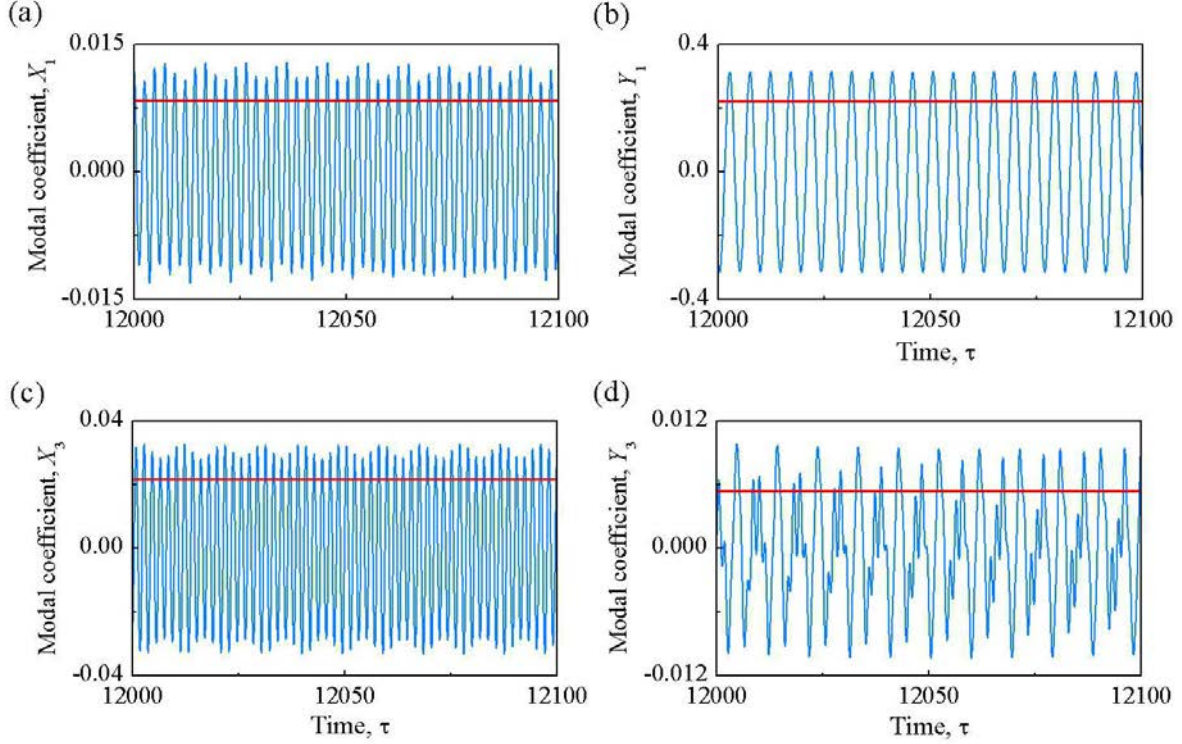 (a)
Modal coefficient, X1
0.015
0.000
-0.015
12000 12050 12100
(b)
Modal coefficient, Y1
0.4
0.0
-0.4
12000 12050 12100
Time, τ
(c)
Modal coefficient, X3
0.04
0.00
-0.04
12000 12050 12100
Time, τ
(d)
Modal coefficient, Y3
0.012
0.000
-0.012
12000 12050 12100
Time, τ